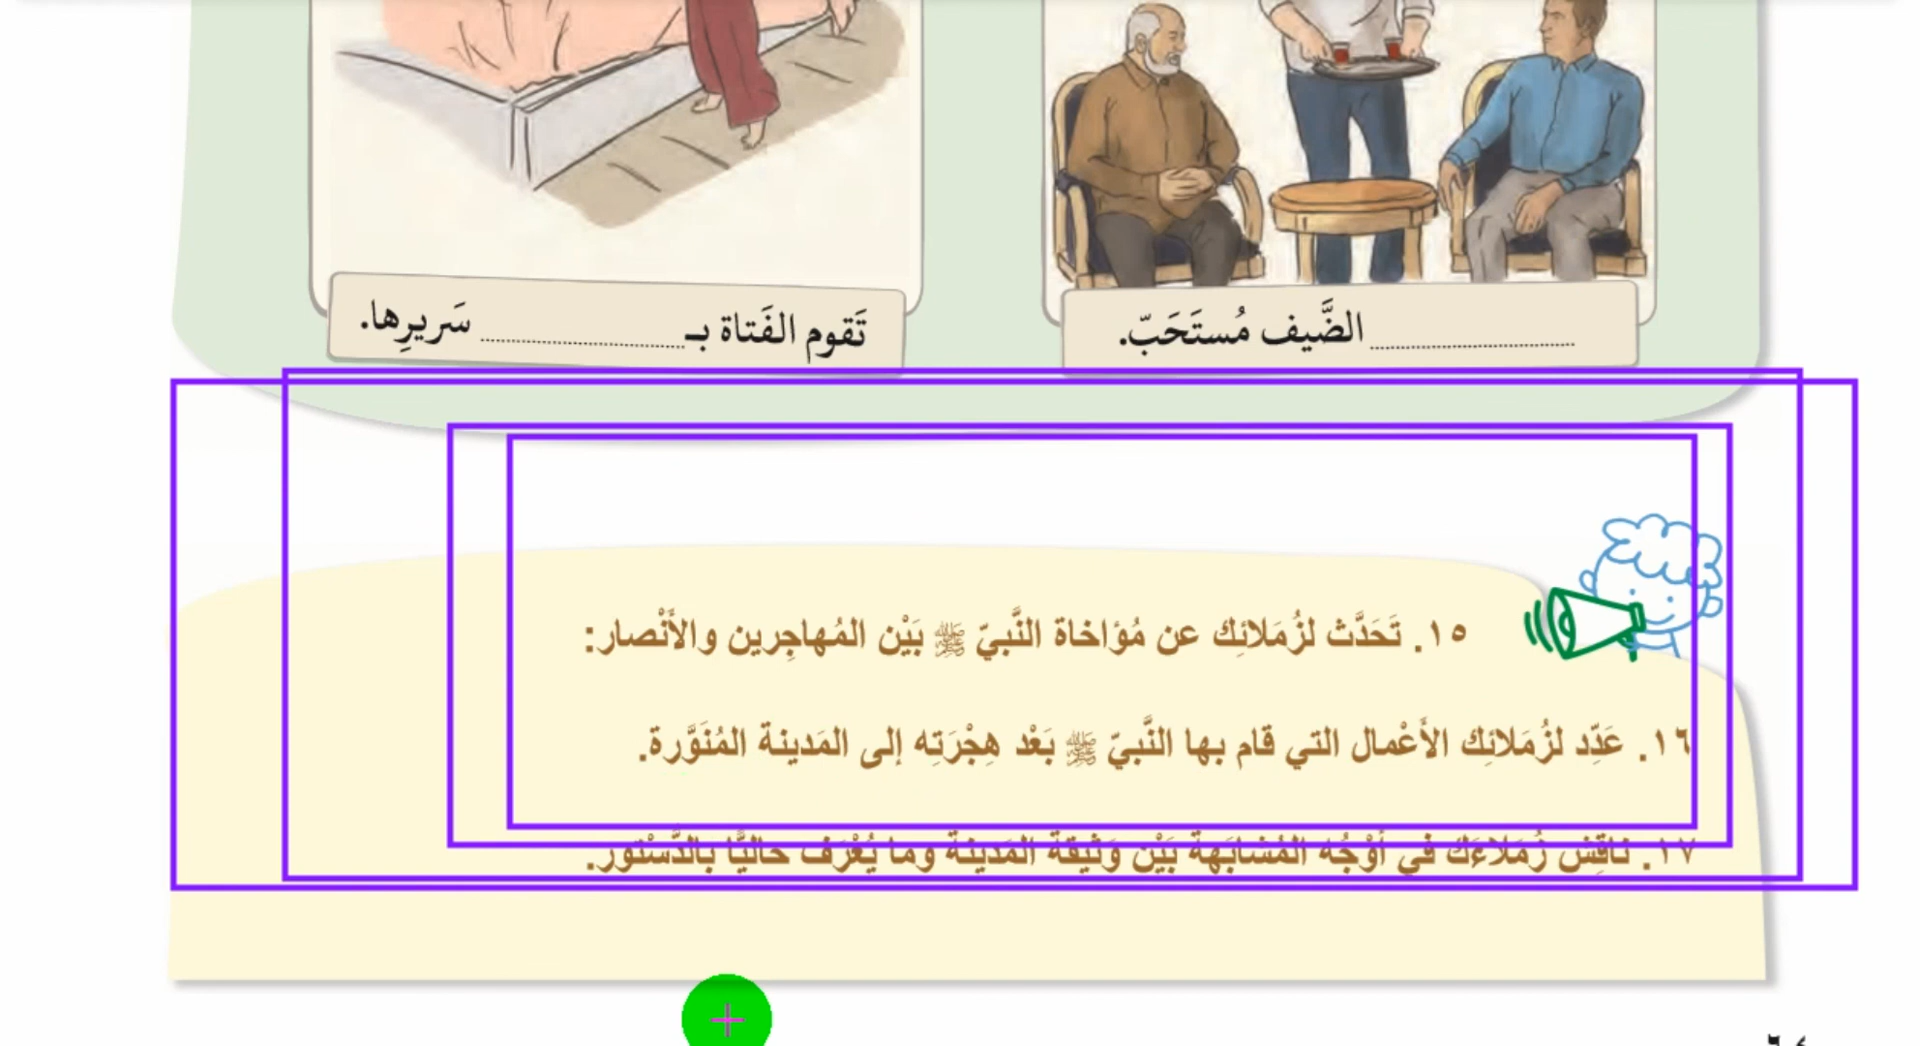 ............ الضَّيف مُستَحَبّ.
تَقوم الفَتاة بـ............ سَريرِها.
١٥. تَحَدَّث لزُمَلائِك عن مُؤاخاة النَّبيّ ﷺ بَيْن المُهاجِرين والأَنْصار:
١٦. عَدِّد لزُمَلائِك الأَعْمال التي قام بها النَّبيّ ﷺ بَعْد هِجْرَتِه إلى المَدينة المُنَوَّرة.
١٧. ناقِش زُمَلاءَك في أَوْجُه المُشابَهة بَيْن وَثيقة المَدينة وما يُعْرَف حاليًّا بالدُّسْتور.